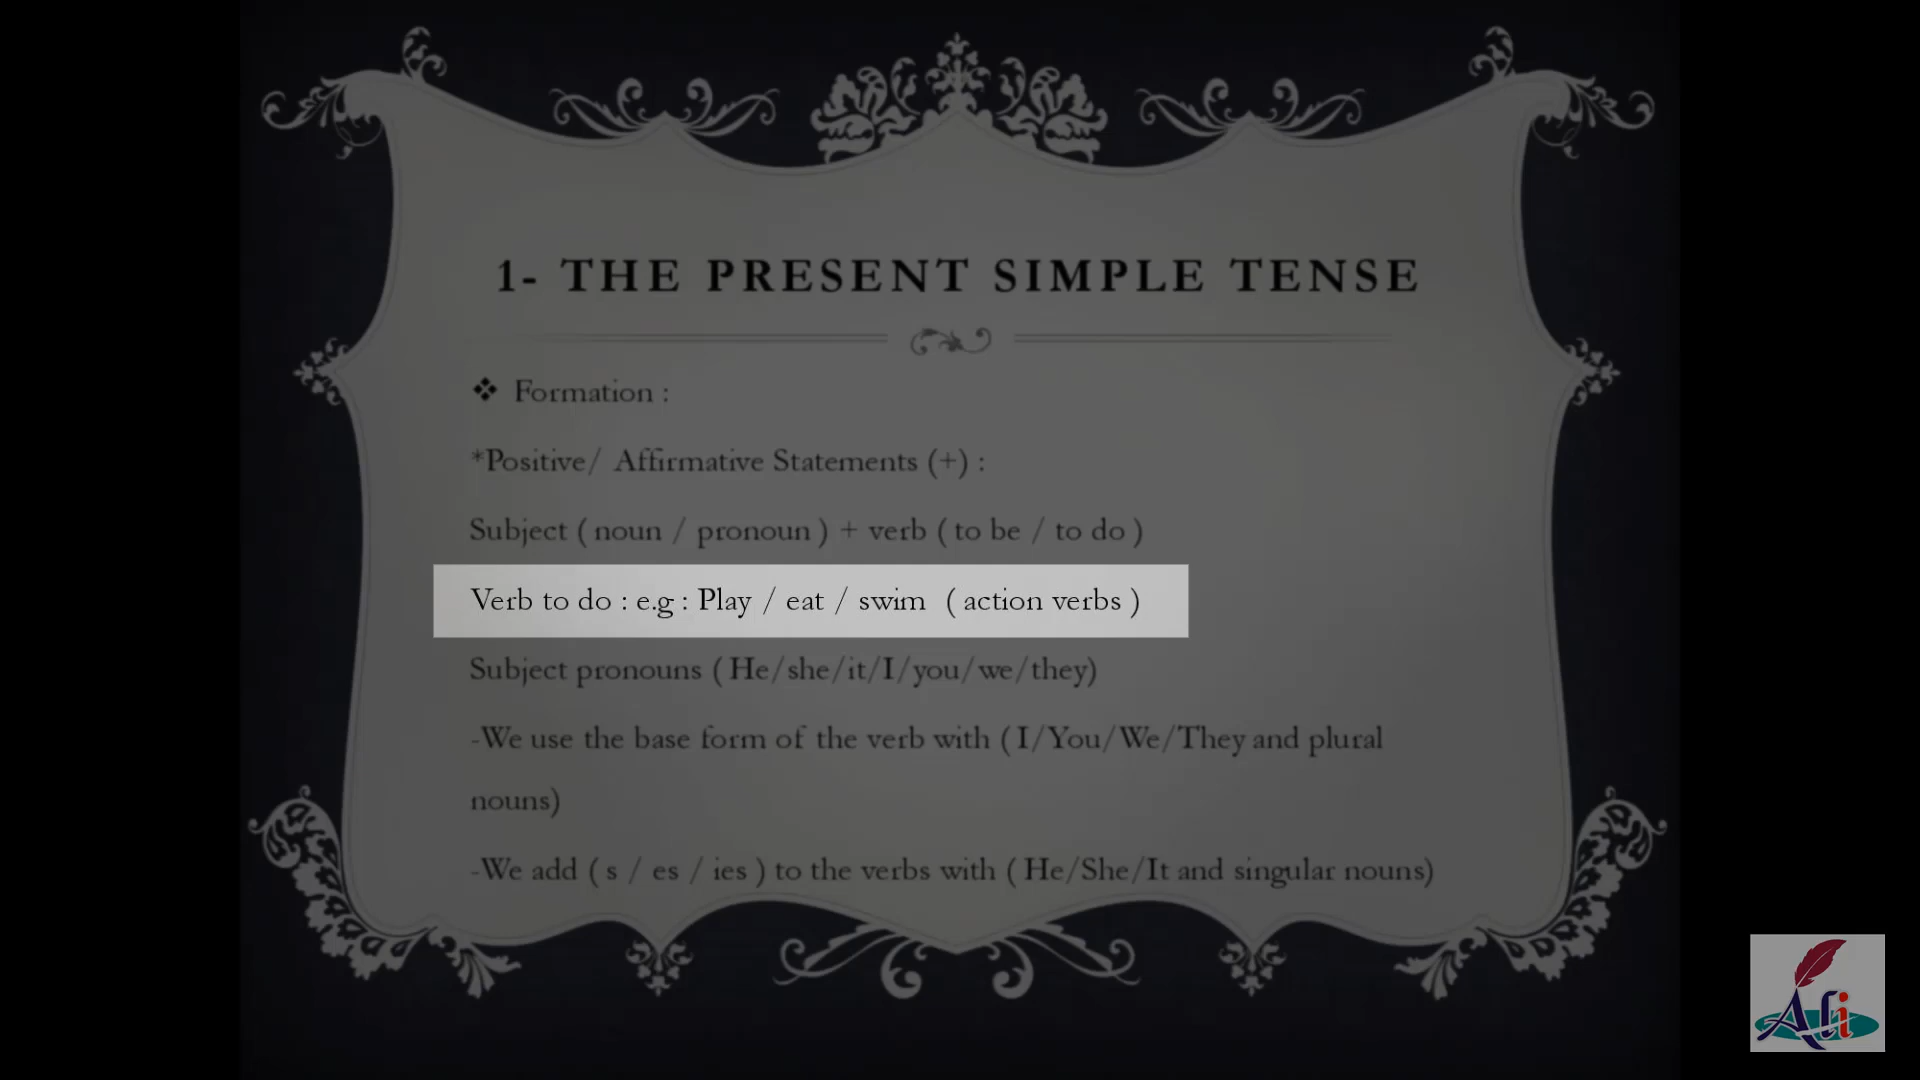 1- THE PRESENT SIMPLE TENSE
❖ Formation :
*Positive/ Affirmative Statements (+) :
Subject ( noun / pronoun ) + verb ( to be / to do )
Verb to do : e.g : Play / eat / swim ( action verbs )
Subject pronouns ( He/she/it/I/you/we/they)
-We use the base form of the verb with ( I/You/We/They and plural
nouns)
-We add ( s / es / ies ) to the verbs with ( He/She/It and singular nouns)
Ali